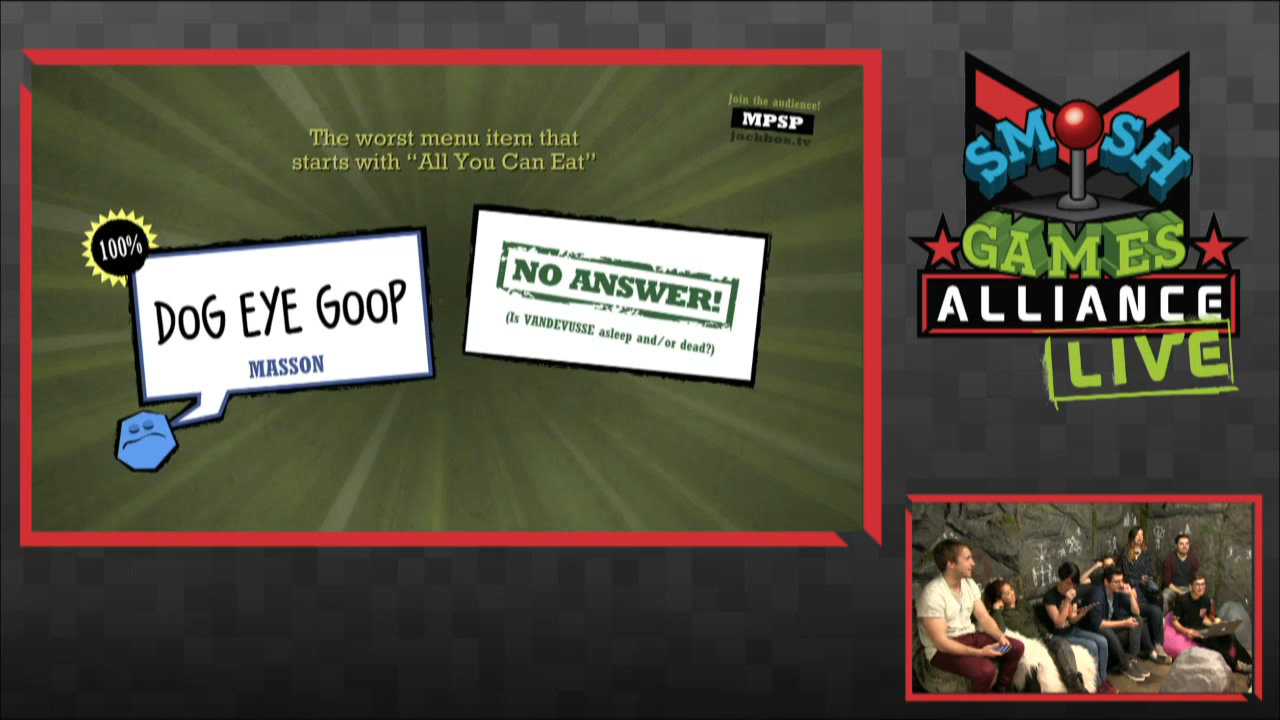 Join the audience!
MPSP
jackbox.tv
The worst menu item that
starts with “All You Can Eat”
100%
DOG EYE GOOP
MASSON
NO ANSWER!
(Is VANDEVUSSE asleep and/or dead?)
SMOSH
GAMES
ALLIANCE
LIVE